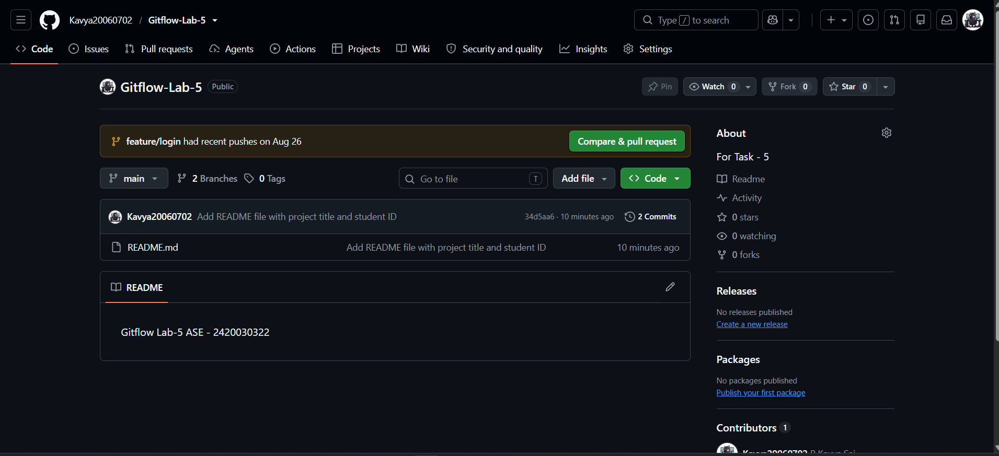 Kavya20060702 / Gitflow-Lab-5
Type / to search
Code Issues Pull requests Agents Actions Projects Wiki Security and quality Insights Settings
Gitflow-Lab-5 Public
Pin Watch 0 Fork 0 Star 0
feature/login had recent pushes on Aug 26
Compare & pull request
main 2 Branches 0 Tags
Go to file T Add file Code
Kavya20060702 Add README file with project title and student ID 34d5aa6 · 10 minutes ago 2 Commits
README.md Add README file with project title and student ID 10 minutes ago
README
Gitflow Lab-5 ASE - 2420030322
About
For Task - 5
Readme
Activity
0 stars
0 watching
0 forks
Releases
No releases published
Create a new release
Packages
No packages published
Publish your first package
Contributors 1
Kavya20060702